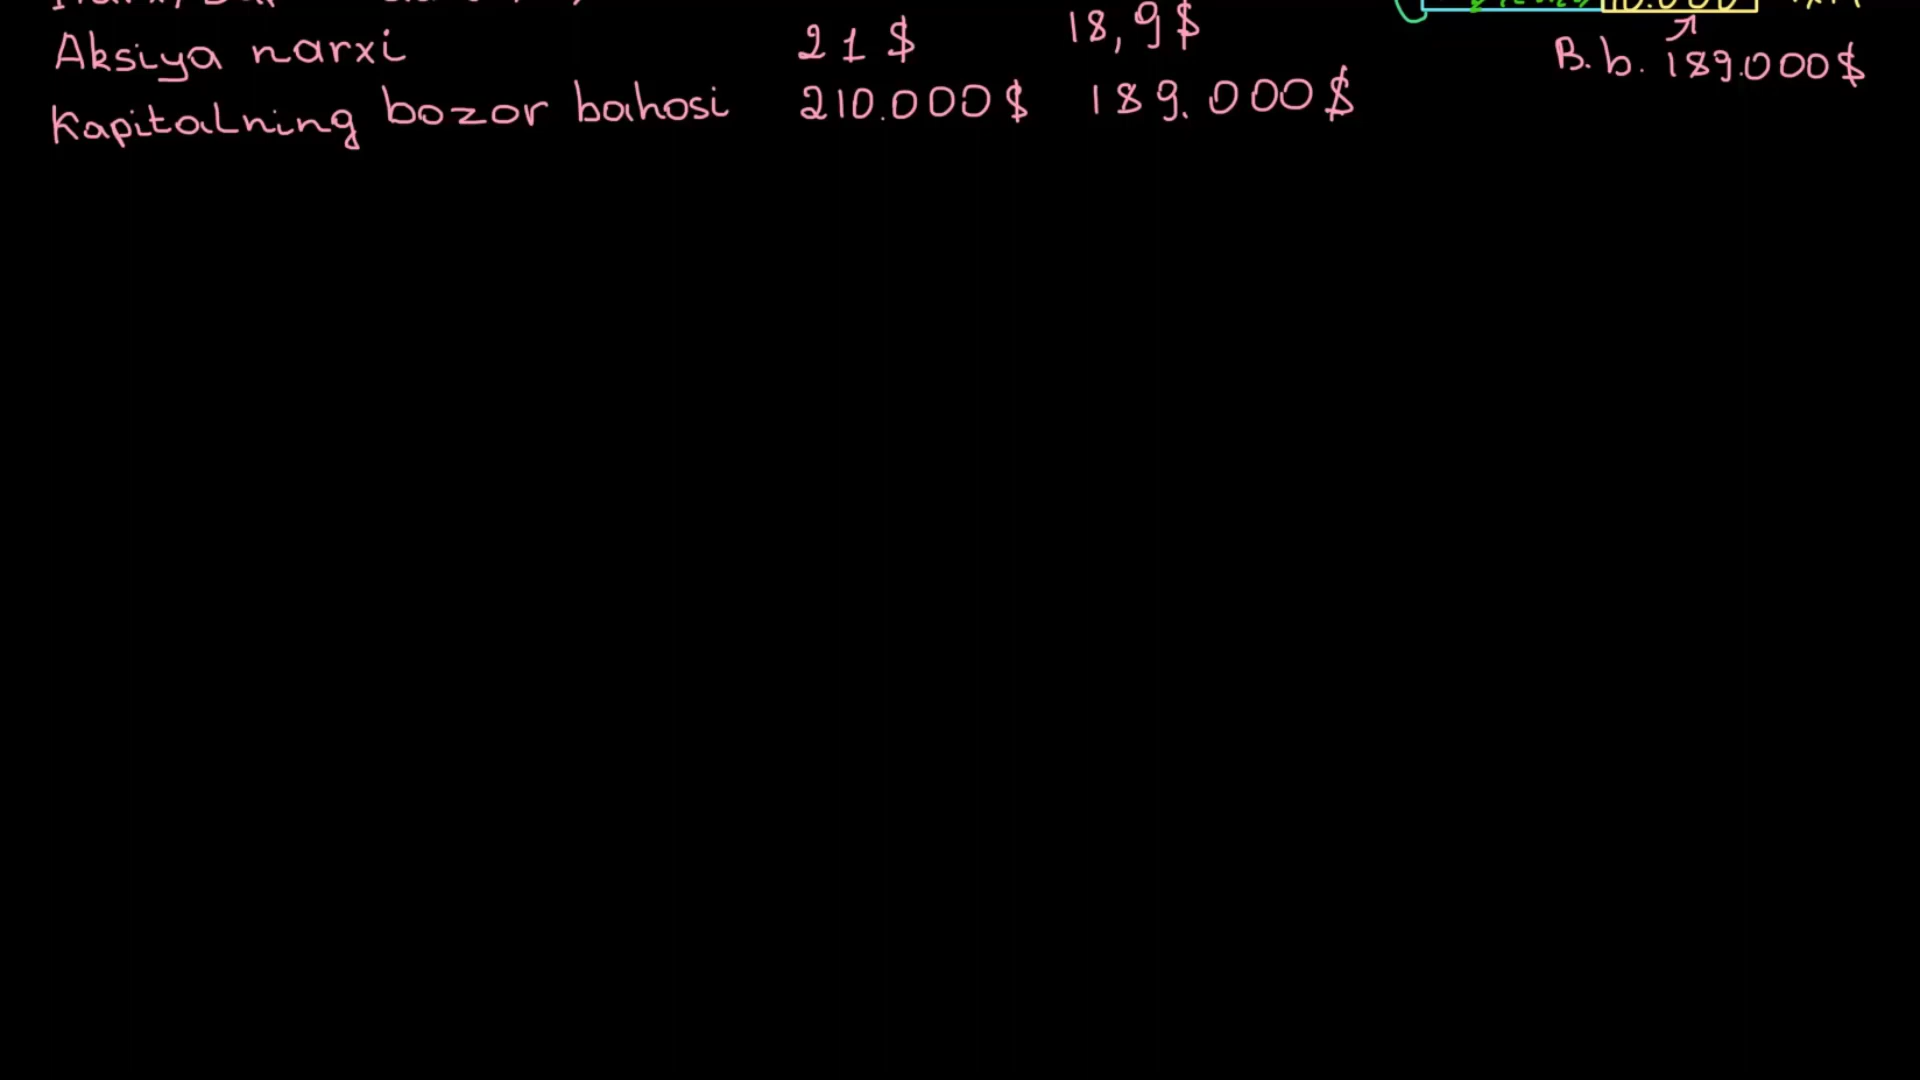 Aksiya narxi 21 $ 18,9 $
Kapitalning bozor bahosi 210.000 $ 189.000 $
B. b. 189.000 $